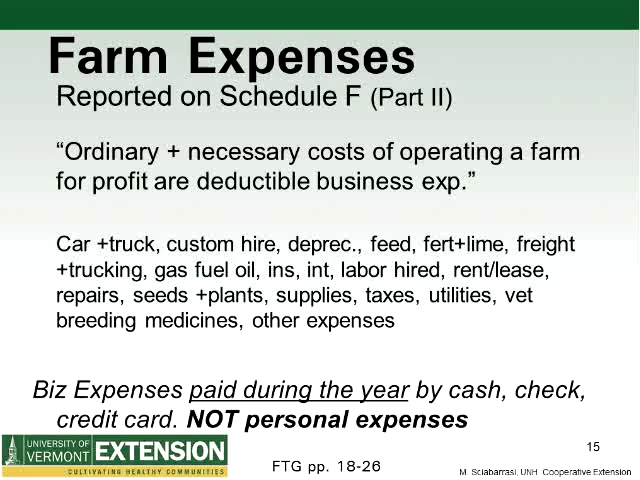 Farm Expenses
Reported on Schedule F (Part II)
“Ordinary + necessary costs of operating a farm
for profit are deductible business exp.”
Car +truck, custom hire, deprec., feed, fert+lime, freight
+trucking, gas fuel oil, ins, int, labor hired, rent/lease,
repairs, seeds +plants, supplies, taxes, utilities, vet
breeding medicines, other expenses
Biz Expenses paid during the year by cash, check,
credit card. NOT personal expenses
15
UNIVERSITY OF
VERMONT EXTENSION
CULTIVATING HEALTHY COMMUNITIES
FTG pp. 18-26
M. Sciabarrasi, UNH Cooperative Extension